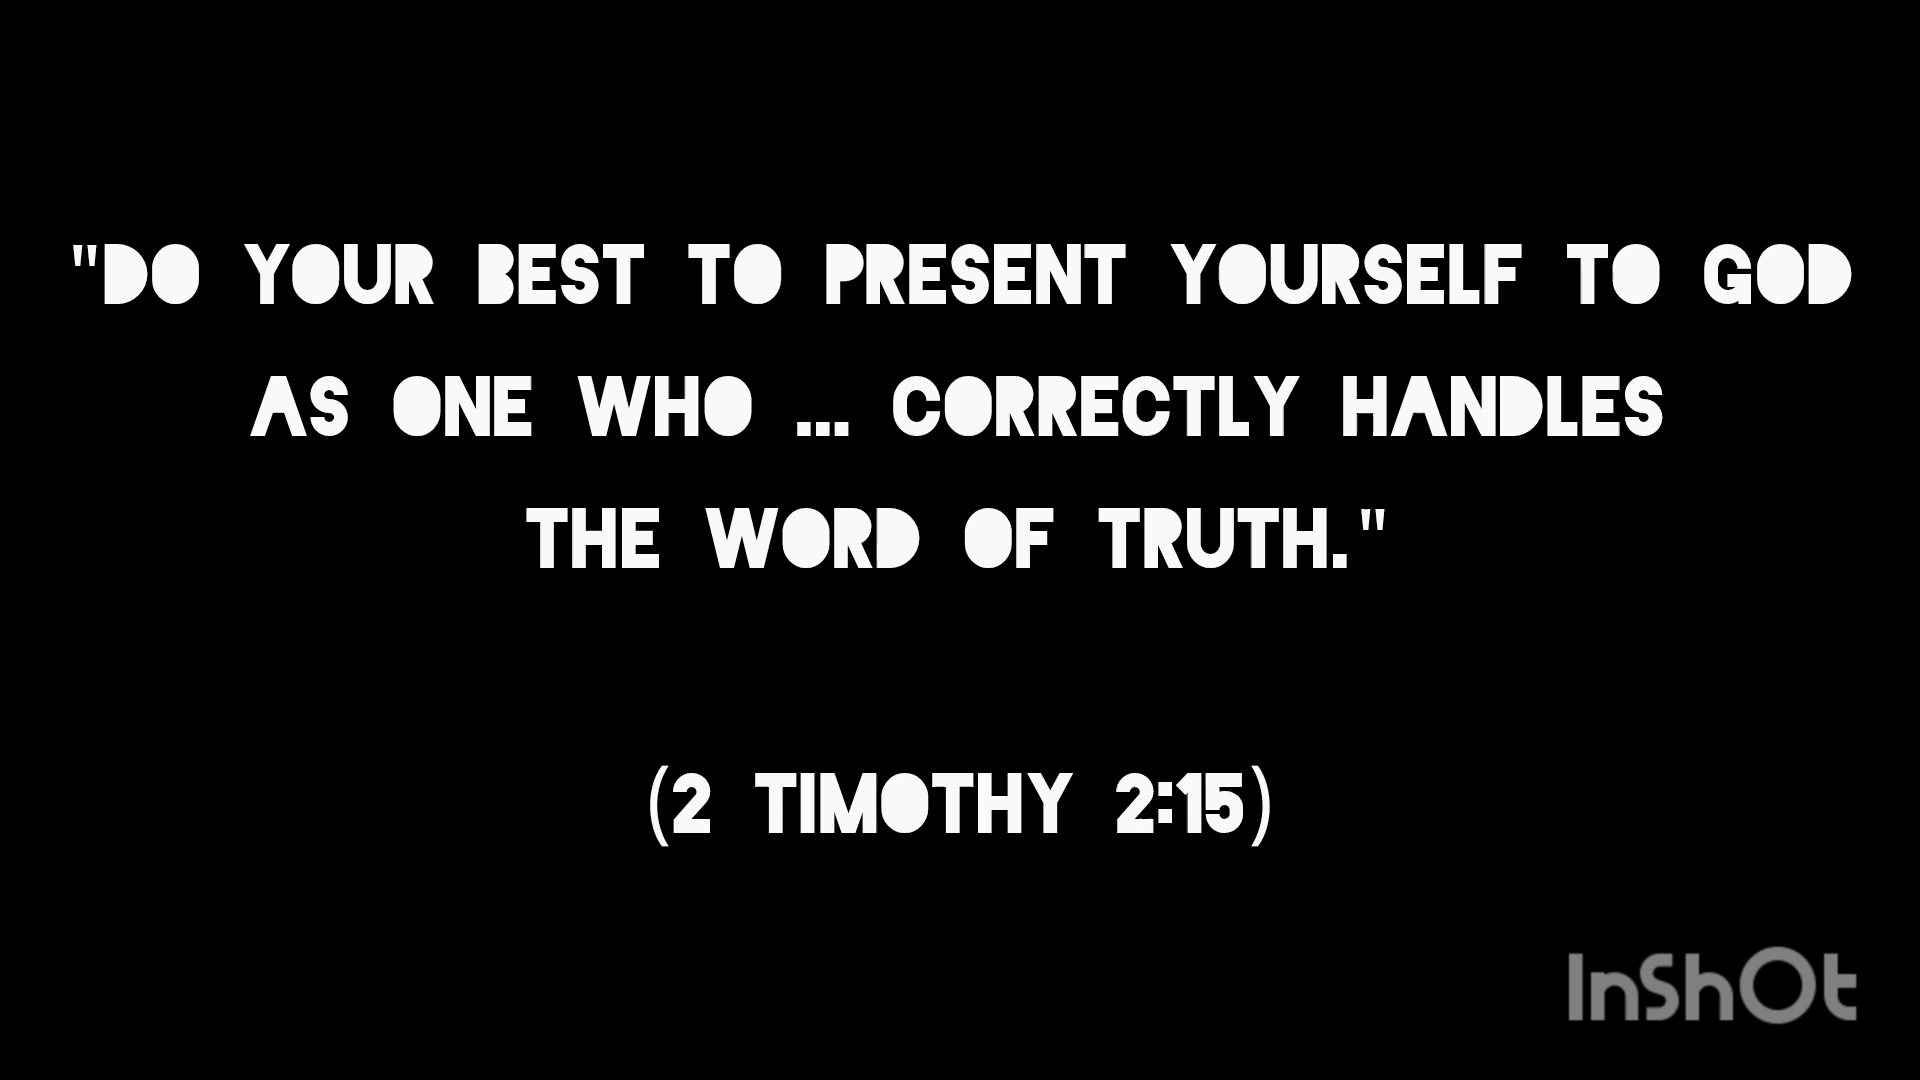 "DO YOUR BEST TO PRESENT YOURSELF TO GOD
AS ONE WHO ... CORRECTLY HANDLES
THE WORD OF TRUTH."
(2 TIMOTHY 2:15)
InShOt